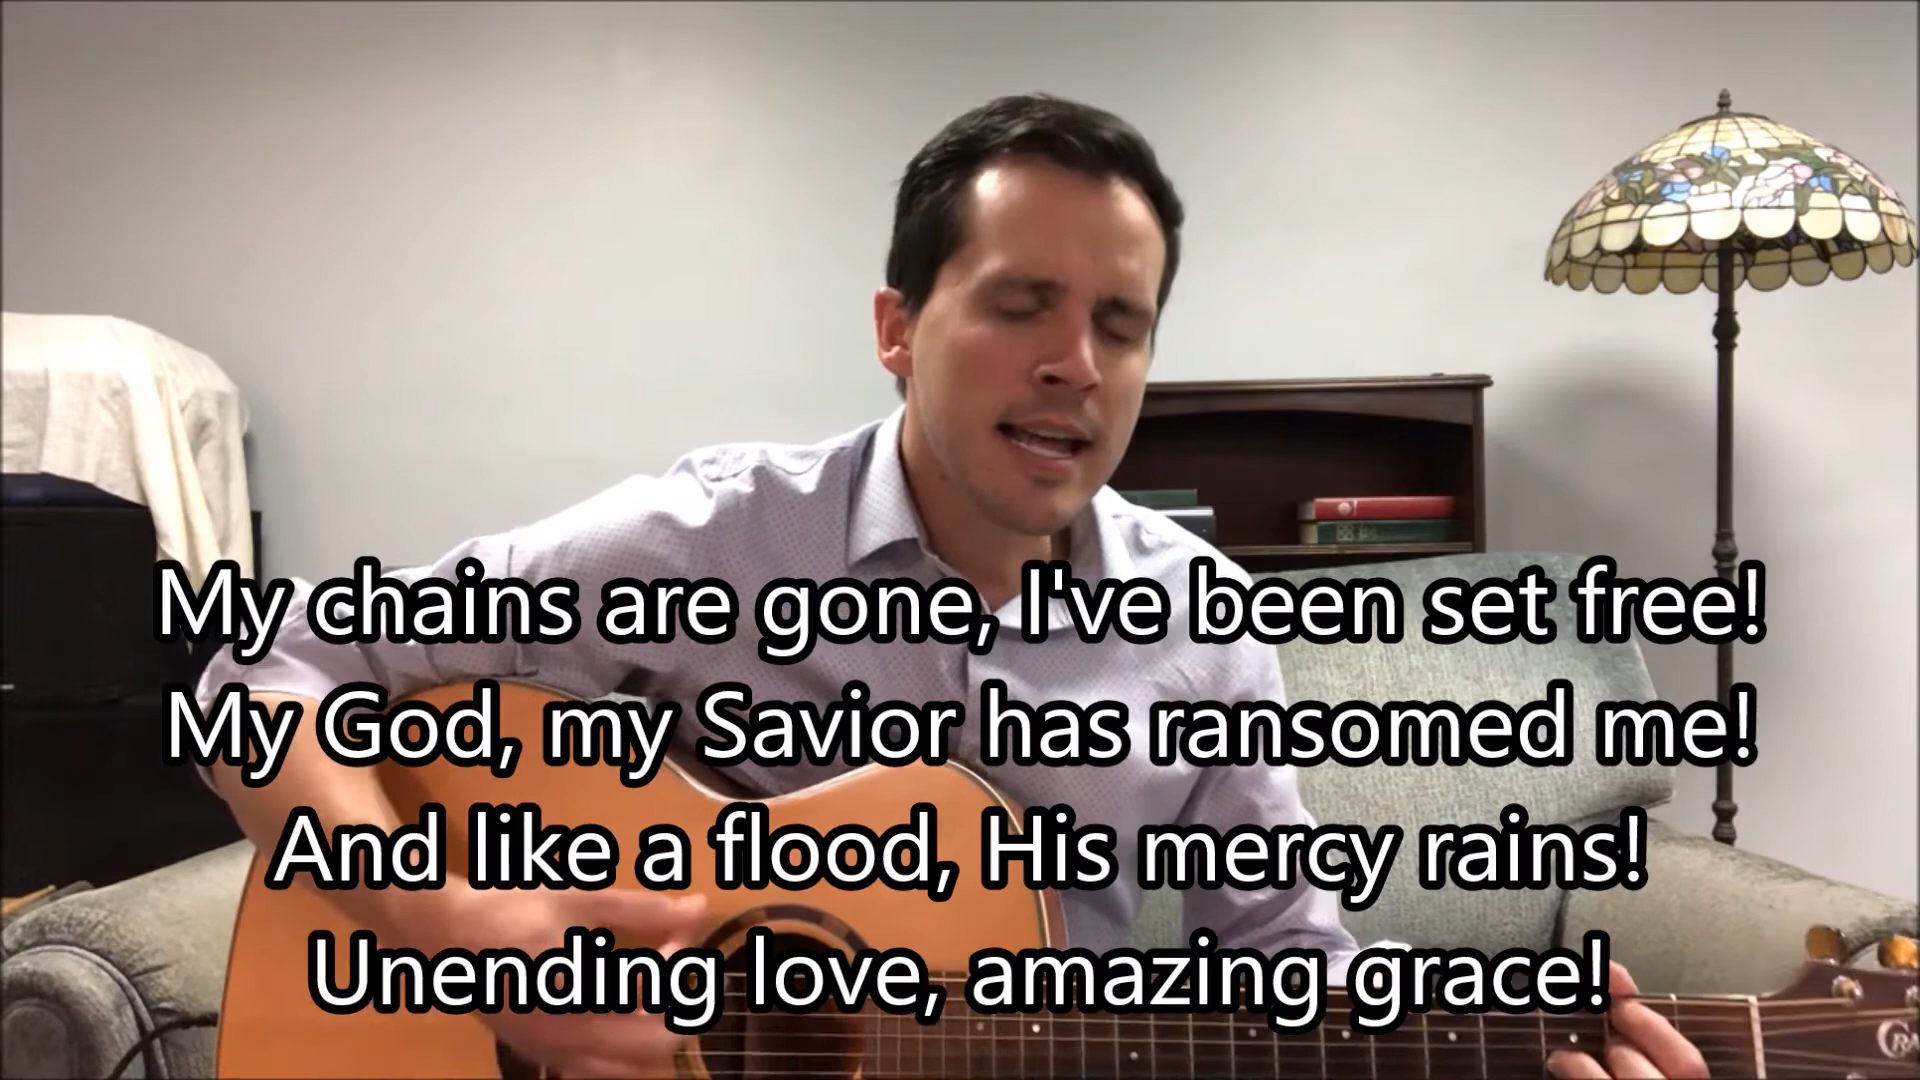 My chains are gone, I've been set free!
My God, my Savior has ransomed me!
And like a flood, His mercy rains!
Unending love, amazing grace!